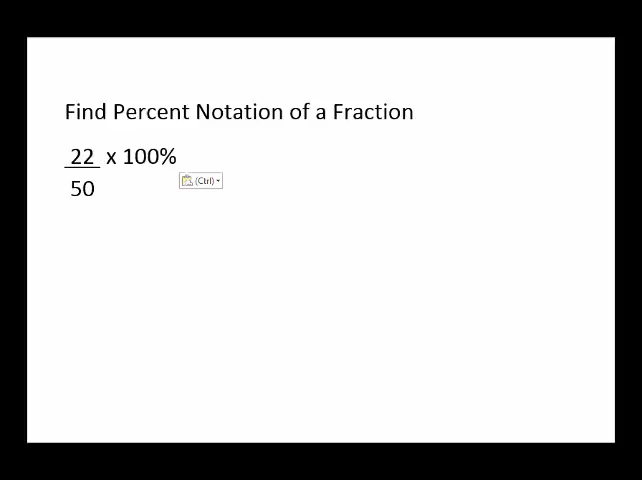 Find Percent Notation of a Fraction
22 x 100%
50
(Ctrl)